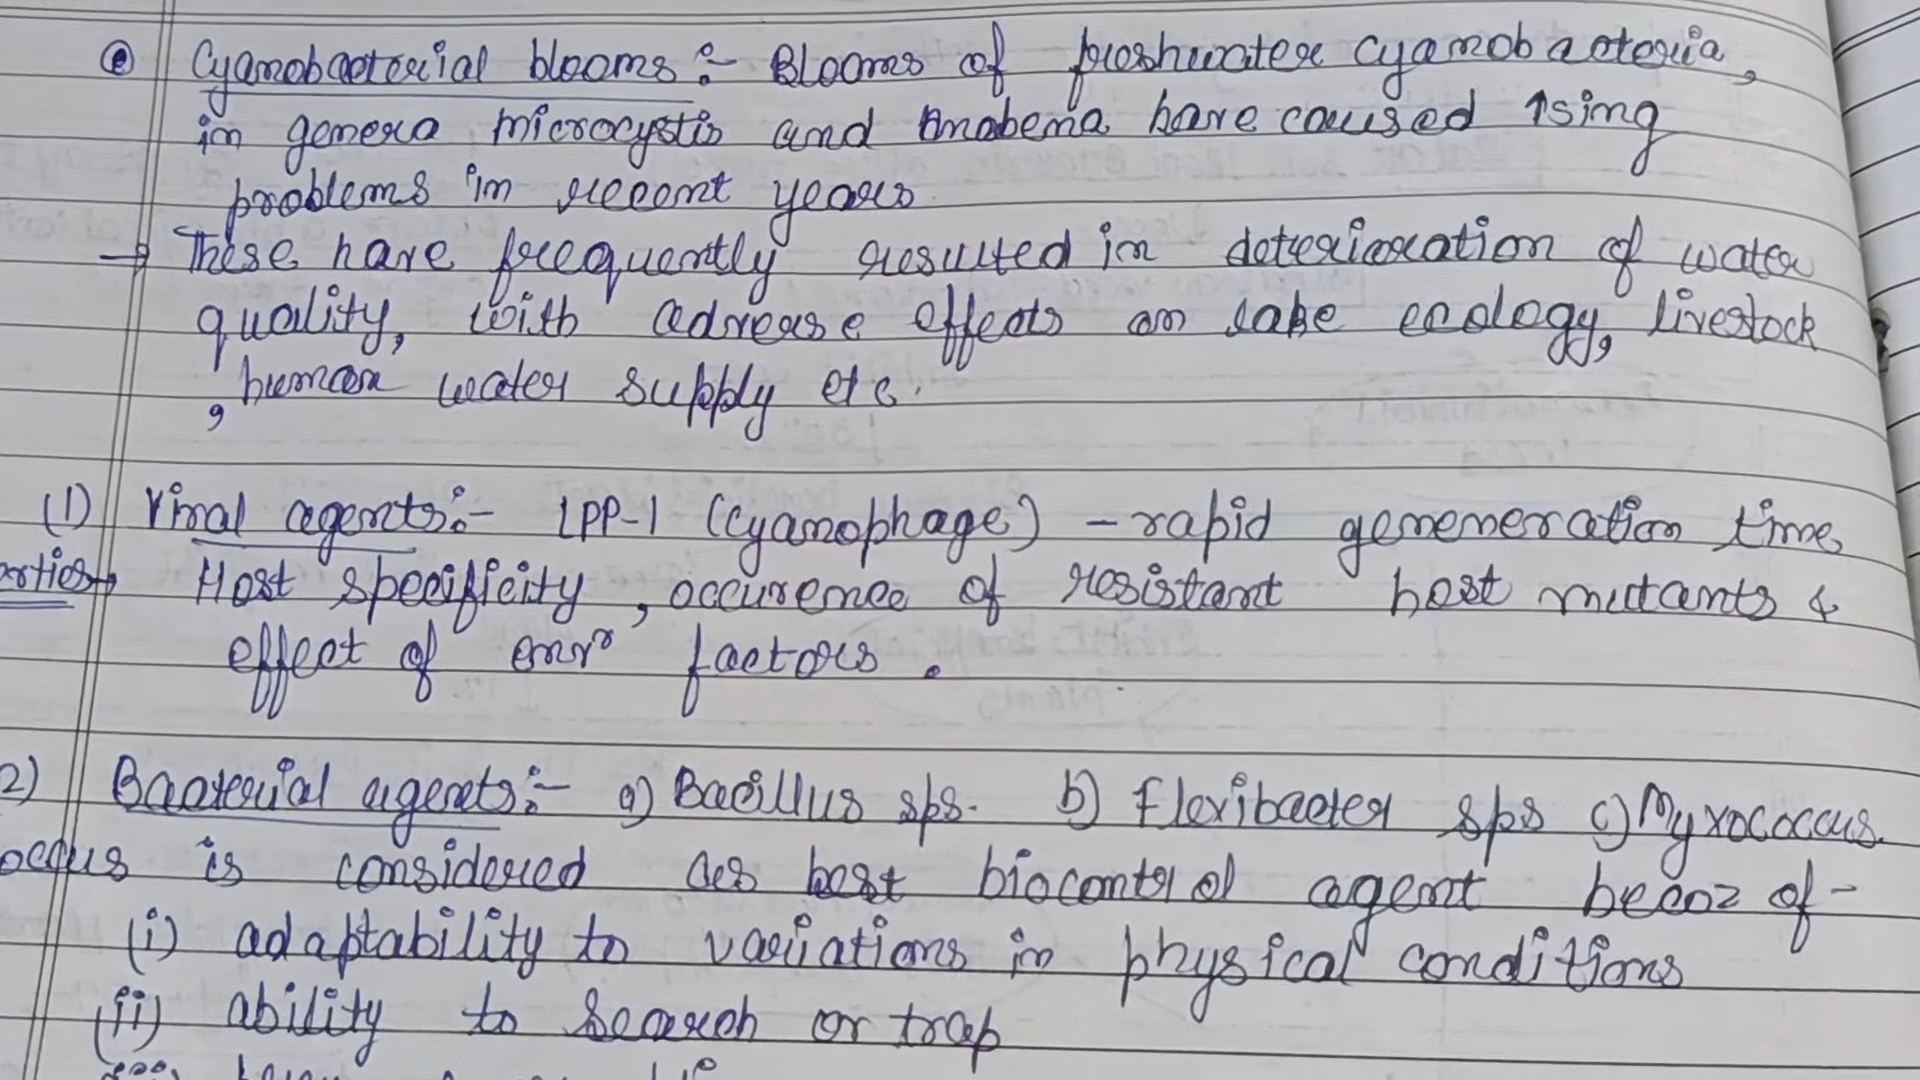 @ Cyanobacterial blooms :- Blooms of freshwater cyanobacteria,
in genera microcystis and Anabena have caused ↑sing
problems in recent years
→ These have frequently resulted in deterioration of water
quality, with adverse effects on lake ecology, livestock
, human water supply etc.
(1) Viral agents:- LPP-1 (Cyanophage) - rapid genemeration time
orties→ Host specificity, occurence of resistant host mutants &
effect of envr factors.
2) Bacterial agents:- a) Bacillus sps. b) Flexibacter sps c) Myxococcus.
occus is considered as best biocontrol agent becoz of -
(i) adaptability to variations in physical conditions
(ii) ability to search or trap